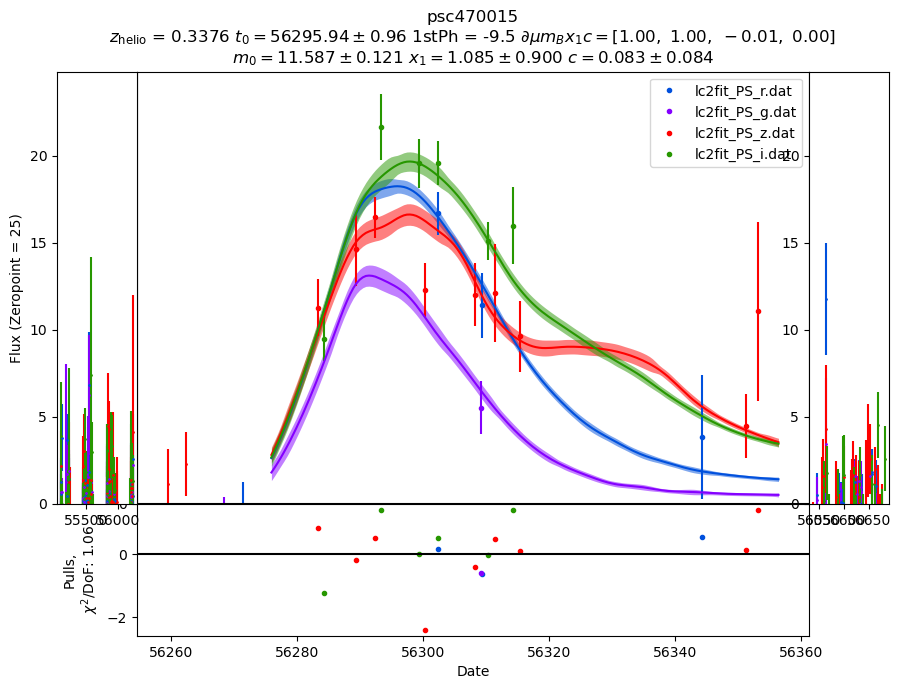 psc470015
z_helio = 0.3376 t_0 = 56295.94 ± 0.96 1stPh = -9.5 ∂μm_Bx_1c = [1.00, 1.00, −0.01, 0.00]
m_0 = 11.587 ± 0.121 x_1 = 1.085 ± 0.900 c = 0.083 ± 0.084
lc2fit_PS_r.dat
lc2fit_PS_g.dat
lc2fit_PS_z.dat
lc2fit_PS_i.dat
Flux (Zeropoint = 25)
20
15
10
5
0
20
15
10
5
0
Pulls,
χ²/DoF: 1.06
0
−2
56260
56280
56300
56320
56340
56360
Date